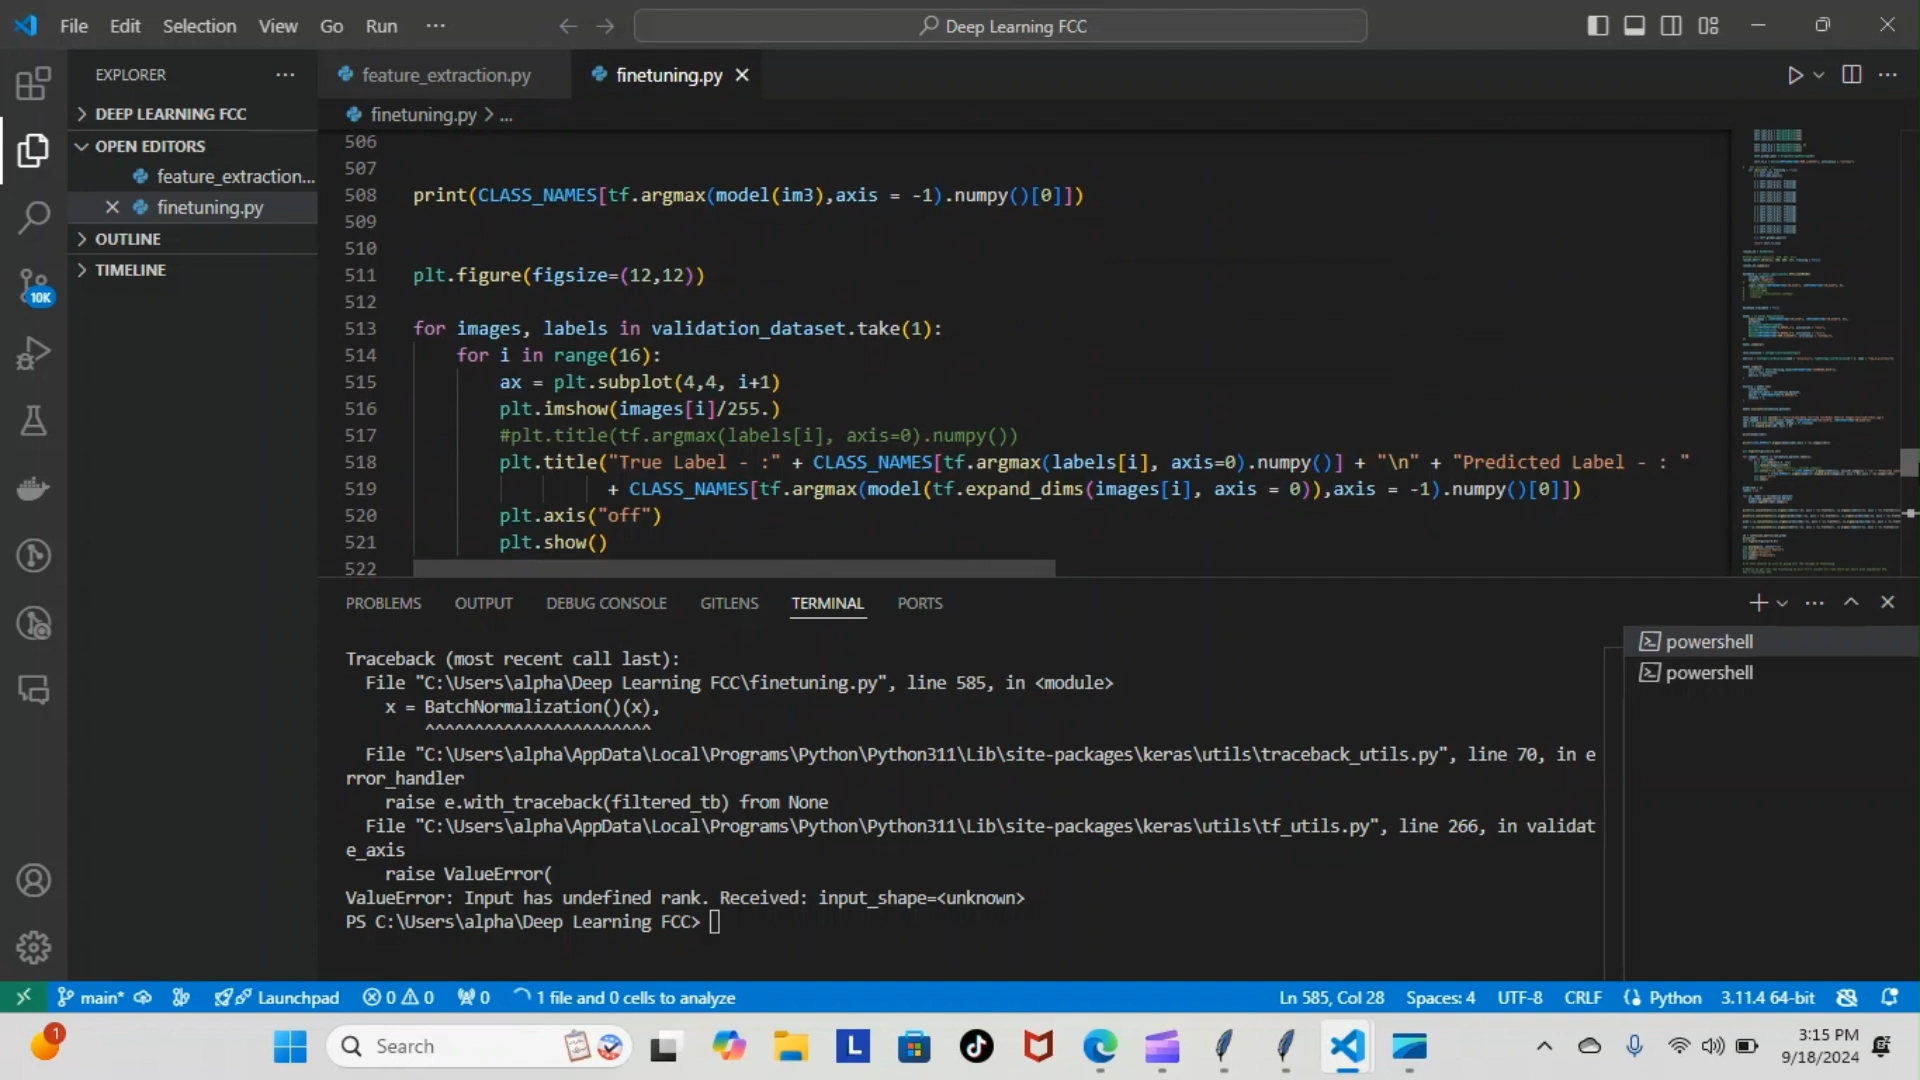 File Edit Selection View Go Run ··· Deep Learning FCC
EXPLORER ···
DEEP LEARNING FCC
OPEN EDITORS
feature_extraction...
finetuning.py
OUTLINE
TIMELINE
10K
feature_extraction.py finetuning.py
finetuning.py > ...
506
507
508 print(CLASS_NAMES[tf.argmax(model(im3),axis = -1).numpy()[0]])
509
510
511 plt.figure(figsize=(12,12))
512
513 for images, labels in validation_dataset.take(1):
514 for i in range(16):
515 ax = plt.subplot(4,4, i+1)
516 plt.imshow(images[i]/255.)
517 #plt.title(tf.argmax(labels[i], axis=0).numpy())
518 plt.title("True Label - :" + CLASS_NAMES[tf.argmax(labels[i], axis=0).numpy()] + "\n" + "Predicted Label - : "
519 + CLASS_NAMES[tf.argmax(model(tf.expand_dims(images[i], axis = 0)),axis = -1).numpy()[0]])
520 plt.axis("off")
521 plt.show()
522
PROBLEMS OUTPUT DEBUG CONSOLE GITLENS TERMINAL PORTS
powershell
powershell
Traceback (most recent call last):
File "C:\Users\alpha\Deep Learning FCC\finetuning.py", line 585, in <module>
x = BatchNormalization()(x),
^^^^^^^^^^^^^^^^^^^^^^^
File "C:\Users\alpha\AppData\Local\Programs\Python\Python311\Lib\site-packages\keras\utils\traceback_utils.py", line 70, in e
rror_handler
raise e.with_traceback(filtered_tb) from None
File "C:\Users\alpha\AppData\Local\Programs\Python\Python311\Lib\site-packages\keras\utils\tf_utils.py", line 266, in validat
e_axis
raise ValueError(
ValueError: Input has undefined rank. Received: input_shape=<unknown>
PS C:\Users\alpha\Deep Learning FCC>
main* Launchpad 0 0 0 1 file and 0 cells to analyze Ln 585, Col 28 Spaces: 4 UTF-8 CRLF Python 3.11.4 64-bit
1 Search L 3:15 PM
9/18/2024